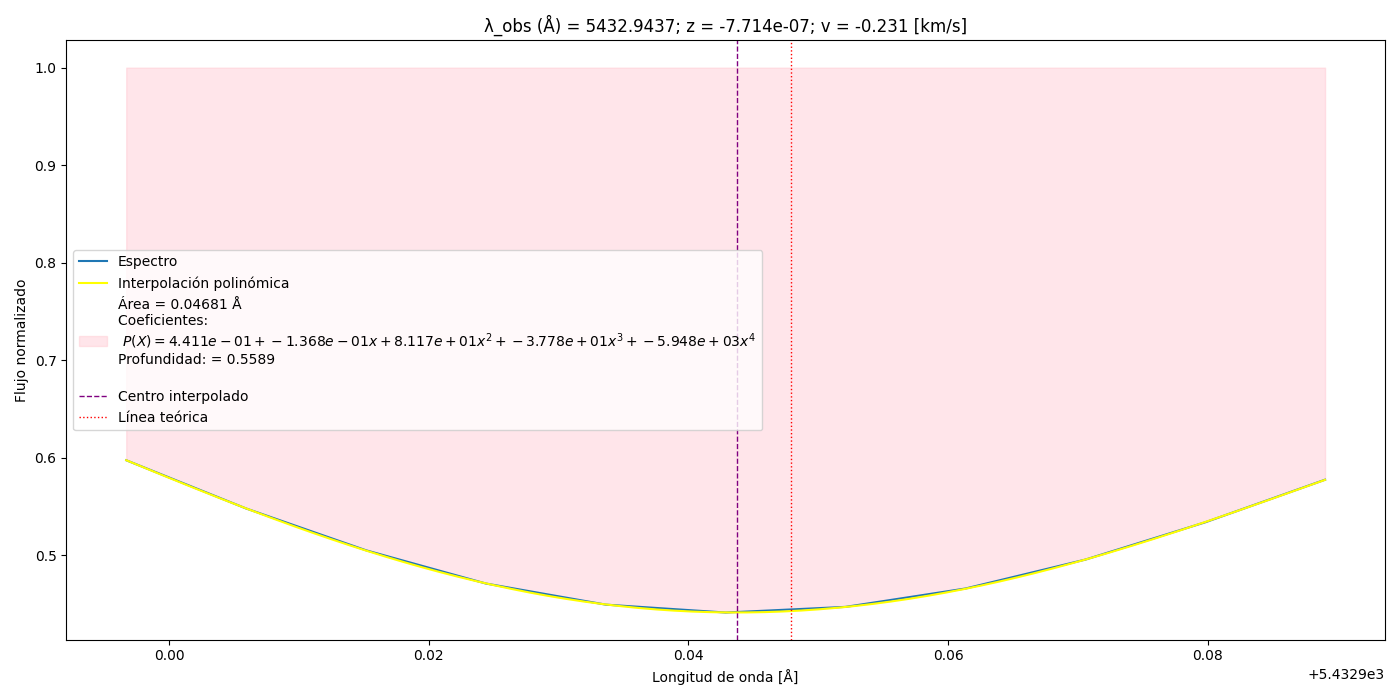 λ_obs (Å) = 5432.9437; z = -7.714e-07; v = -0.231 [km/s]
Flujo normalizado
1.0
0.9
0.8
0.7
0.6
0.5
Espectro
Interpolación polinómica
Área = 0.04681 Å
Coeficientes:
P(X) = 4.411e − 01 + −1.368e − 01x + 8.117e + 01x² + −3.778e + 01x³ + −5.948e + 03x⁴
Profundidad: = 0.5589
Centro interpolado
Línea teórica
0.00 0.02 0.04 0.06 0.08
Longitud de onda [Å]
+5.4329e3